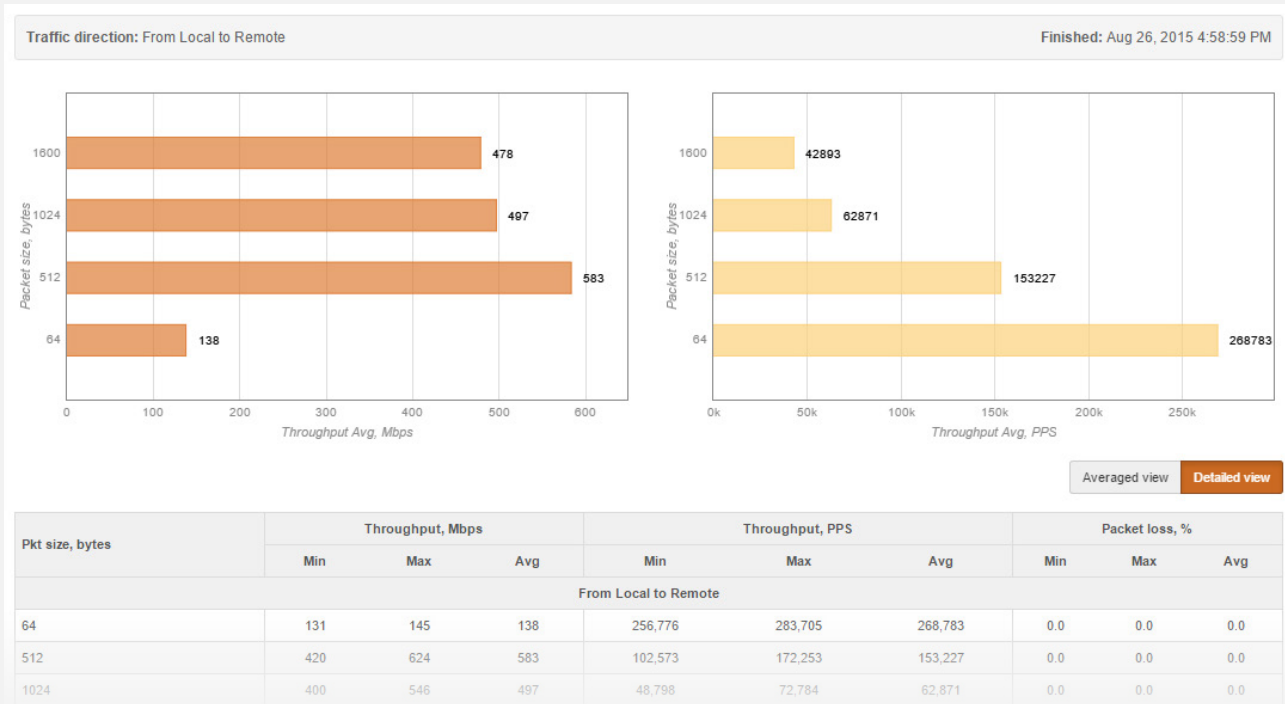 Traffic direction: From Local to Remote Finished: Aug 26, 2015 4:58:59 PM
Packet size, bytes
1600 478
1024 497
512 583
64 138
0 100 200 300 400 500 600
Throughput Avg, Mbps
Packet size, bytes
1600 42893
1024 62871
512 153227
64 268783
0k 50k 100k 150k 200k 250k
Throughput Avg, PPS
Averaged view Detailed view
Pkt size, bytes Throughput, Mbps Throughput, PPS Packet loss, %
Min Max Avg Min Max Avg Min Max Avg
From Local to Remote
64 131 145 138 256,776 283,705 268,783 0.0 0.0 0.0
512 420 624 583 102,573 172,253 153,227 0.0 0.0 0.0
1024 400 546 497 48,798 72,784 62,871 0.0 0.0 0.0